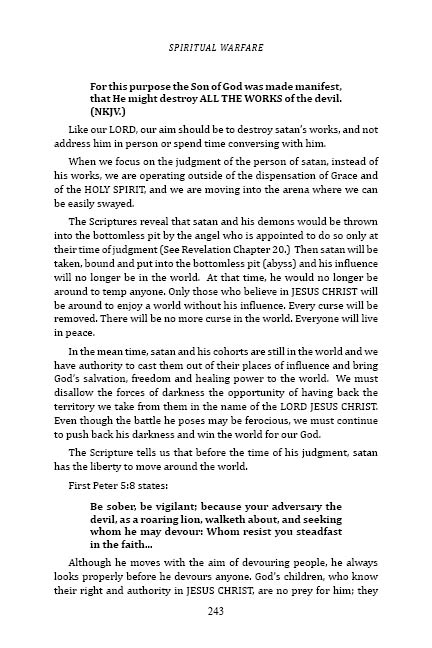 SPIRITUAL WARFARE
For this purpose the Son of God was made manifest,
that He might destroy ALL THE WORKS of the devil.
(NKJV.)
Like our LORD, our aim should be to destroy satan's works, and not
address him in person or spend time conversing with him.
When we focus on the judgment of the person of satan, instead of
his works, we are operating outside of the dispensation of Grace and
of the HOLY SPIRIT, and we are moving into the arena where we can
be easily swayed.
The Scriptures reveal that satan and his demons would be thrown
into the bottomless pit by the angel who is appointed to do so only at
their time of judgment (See Revelation Chapter 20.)  Then satan will be
taken, bound and put into the bottomless pit (abyss) and his influence
will no longer be in the world.  At that time, he would no longer be
around to temp anyone. Only those who believe in JESUS CHRIST will
be around to enjoy a world without his influence. Every curse will be
removed. There will be no more curse in the world. Everyone will live
in peace.
In the mean time, satan and his cohorts are still in the world and we
have authority to cast them out of their places of influence and bring
God's salvation, freedom and healing power to the world.  We must
disallow the forces of darkness the opportunity of having back the
territory we take from them in the name of the LORD JESUS CHRIST.
Even though the battle he poses may be ferocious, we must continue
to push back his darkness and win the world for our God.
The Scripture tells us that before the time of his judgment, satan
has the liberty to move around the world.
First Peter 5:8 states:
Be sober, be vigilant; because your adversary the
devil, as a roaring lion, walketh about, and seeking
whom he may devour: Whom resist you steadfast
in the faith...
Although he moves with the aim of devouring people, he always
looks properly before he devours anyone. God's children, who know
their right and authority in JESUS CHRIST, are no prey for him; they
243